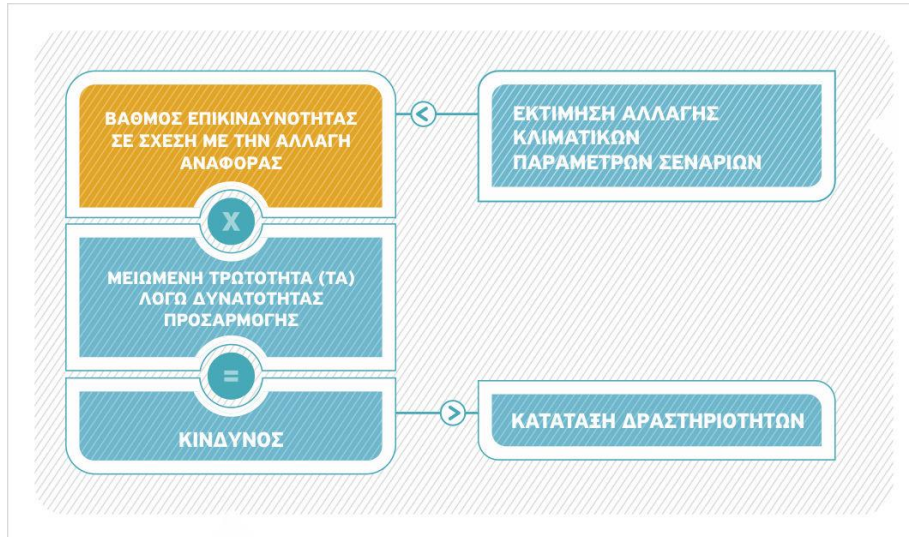 ΒΑΘΜΟΣ ΕΠΙΚΙΝΔΥΝΟΤΗΤΑΣ
ΣΕ ΣΧΕΣΗ ΜΕ ΤΗΝ ΑΛΛΑΓΗ
ΑΝΑΦΟΡΑΣ
<
ΕΚΤΙΜΗΣΗ ΑΛΛΑΓΗΣ
ΚΛΙΜΑΤΙΚΩΝ
ΠΑΡΑΜΕΤΡΩΝ ΣΕΝΑΡΙΩΝ
X
ΜΕΙΩΜΕΝΗ ΤΡΩΤΟΤΗΤΑ (ΤΑ)
ΛΟΓΩ ΔΥΝΑΤΟΤΗΤΑΣ
ΠΡΟΣΑΡΜΟΓΗΣ
=
ΚΙΝΔΥΝΟΣ
>
ΚΑΤΑΤΑΞΗ ΔΡΑΣΤΗΡΙΟΤΗΤΩΝ